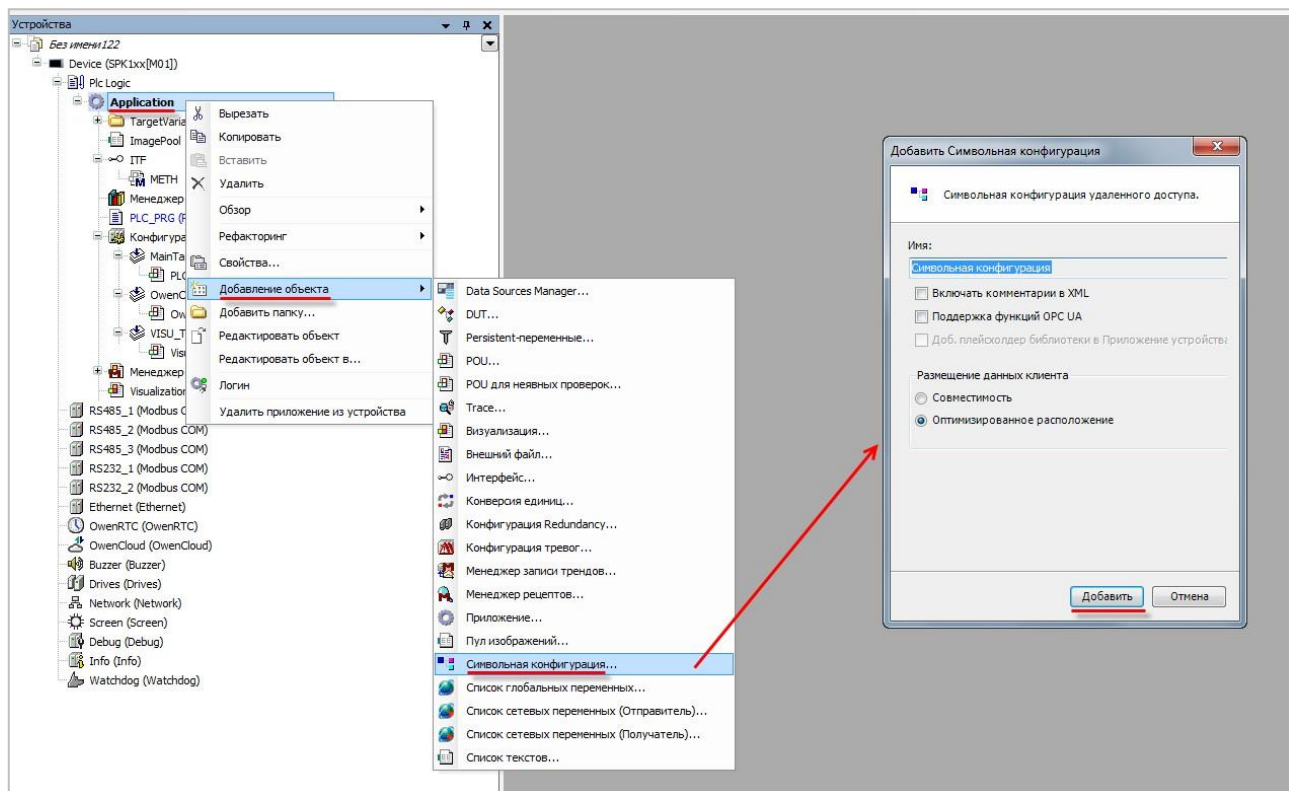 Устройства
Без имени122
Device (SPK1xx[M01])
Plc Logic
Application
TargetVaria
ImagePool
ITF
METH
Менеджер
PLC_PRG (P
Конфигура
MainTa
PLC
OwenC
Ow
VISU_T
Visu
Менеджер
Visualization
RS485_1 (Modbus C
RS485_2 (Modbus COM)
RS485_3 (Modbus COM)
RS232_1 (Modbus COM)
RS232_2 (Modbus COM)
Ethernet (Ethernet)
OwenRTC (OwenRTC)
OwenCloud (OwenCloud)
Buzzer (Buzzer)
Drives (Drives)
Network (Network)
Screen (Screen)
Debug (Debug)
Info (Info)
Watchdog (Watchdog)
Вырезать
Копировать
Вставить
Удалить
Обзор
Рефакторинг
Свойства...
Добавление объекта
Добавить папку...
Редактировать объект
Редактировать объект в...
Логин
Удалить приложение из устройства
Data Sources Manager...
DUT...
Persistent-переменные...
POU...
POU для неявных проверок...
Trace...
Визуализация...
Внешний файл...
Интерфейс...
Конверсия единиц...
Конфигурация Redundancy...
Конфигурация тревог...
Менеджер записи трендов...
Менеджер рецептов...
Приложение...
Пул изображений...
Символьная конфигурация...
Список глобальных переменных...
Список сетевых переменных (Отправитель)...
Список сетевых переменных (Получатель)...
Список текстов...
Добавить Символьная конфигурация
Символьная конфигурация удаленного доступа.
Имя:
Символьная конфигурация
Включать комментарии в XML
Поддержка функций OPC UA
Доб. плейсхолдер библиотеки в Приложение устройства
Размещение данных клиента
Совместимость
Оптимизированное расположение
Добавить
Отмена